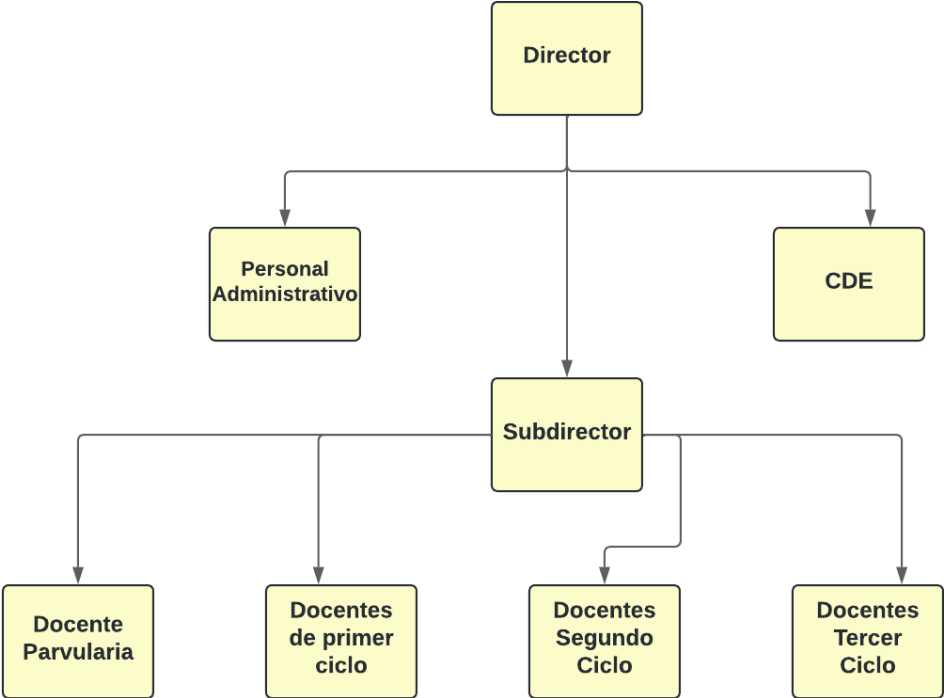 Director
Personal
Administrativo
CDE
Subdirector
Docente
Parvularia
Docentes
de primer
ciclo
Docentes
Segundo
Ciclo
Docentes
Tercer
Ciclo